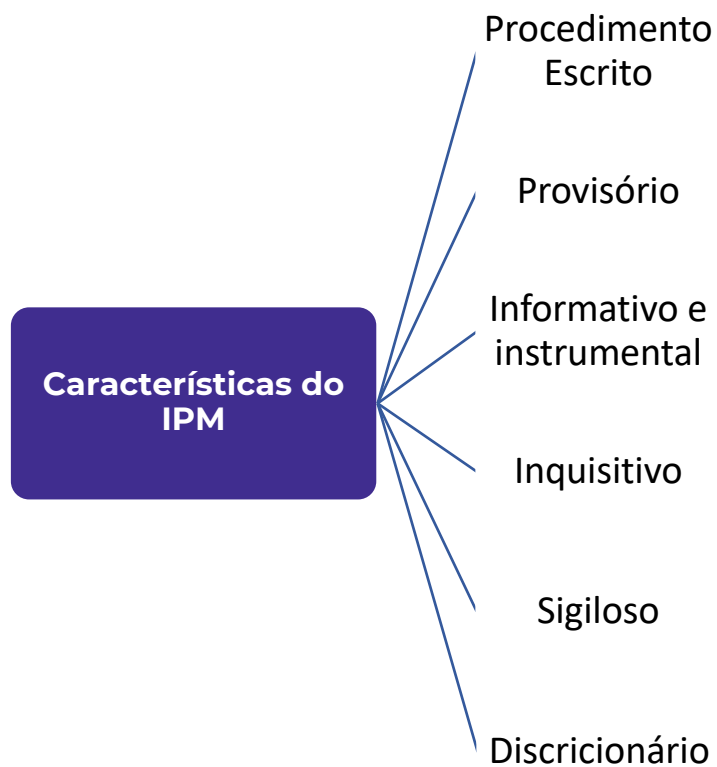 Procedimento
Escrito
Provisório
Informativo e
instrumental
Características do
IPM
Inquisitivo
Sigiloso
Discricionário